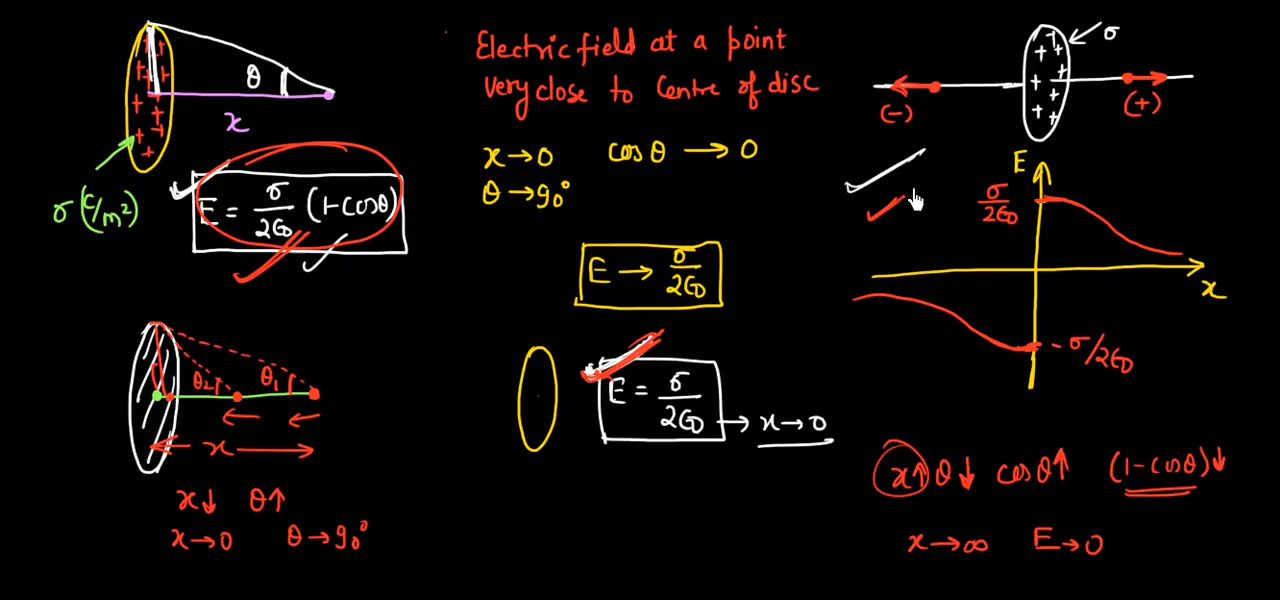 θ
x
σ (C/m²)
E = σ/2ε₀ (1-cosθ)
θ₂ θ₁
x
x↓ θ↑
x→0 θ→90°
Electric field at a point
very close to Centre of disc
x→0 cosθ → 0
θ→90°
E → σ/2ε₀
E = σ/2ε₀ → x→0
σ
(-) (+)
E
σ/2ε₀
x
- σ/2ε₀
x↑ θ↓ cosθ↑ (1-cosθ)↓
x→∞ E→0